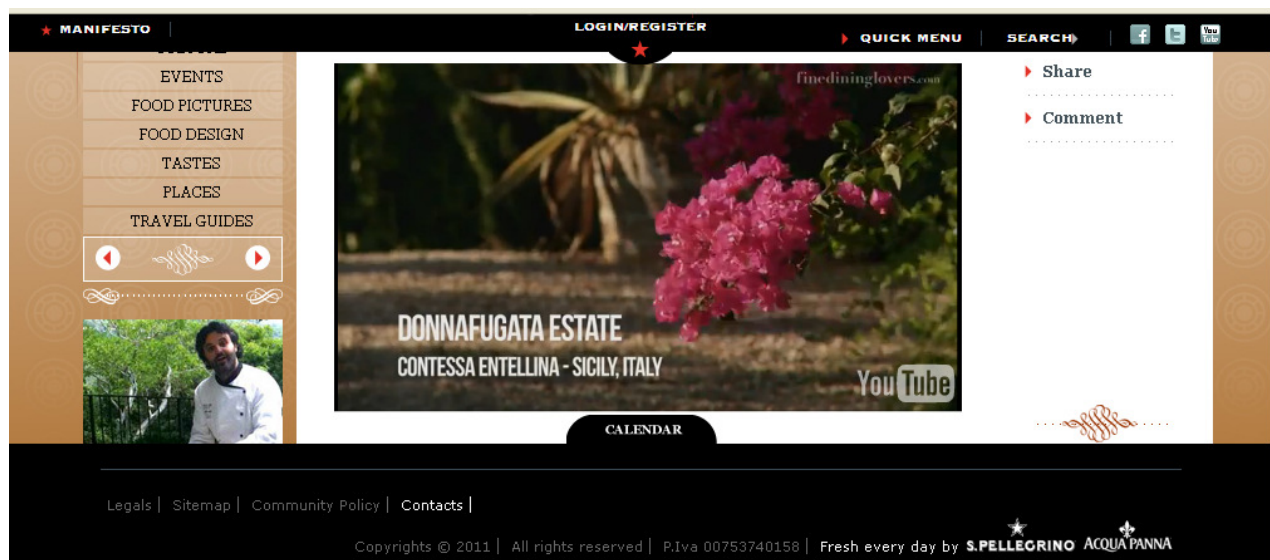 MANIFESTO
LOGIN/REGISTER
QUICK MENU
SEARCH
You
Tube
EVENTS
FOOD PICTURES
FOOD DESIGN
TASTES
PLACES
TRAVEL GUIDES
finedininglovers.com
DONNAFUGATA ESTATE
CONTESSA ENTELLINA - SICILY, ITALY
YouTube
Share
Comment
CALENDAR
Legals | Sitemap | Community Policy | Contacts |
Copyrights © 2011 | All rights reserved | P.Iva 00753740158 | Fresh every day by S.PELLEGRINO ACQUA PANNA